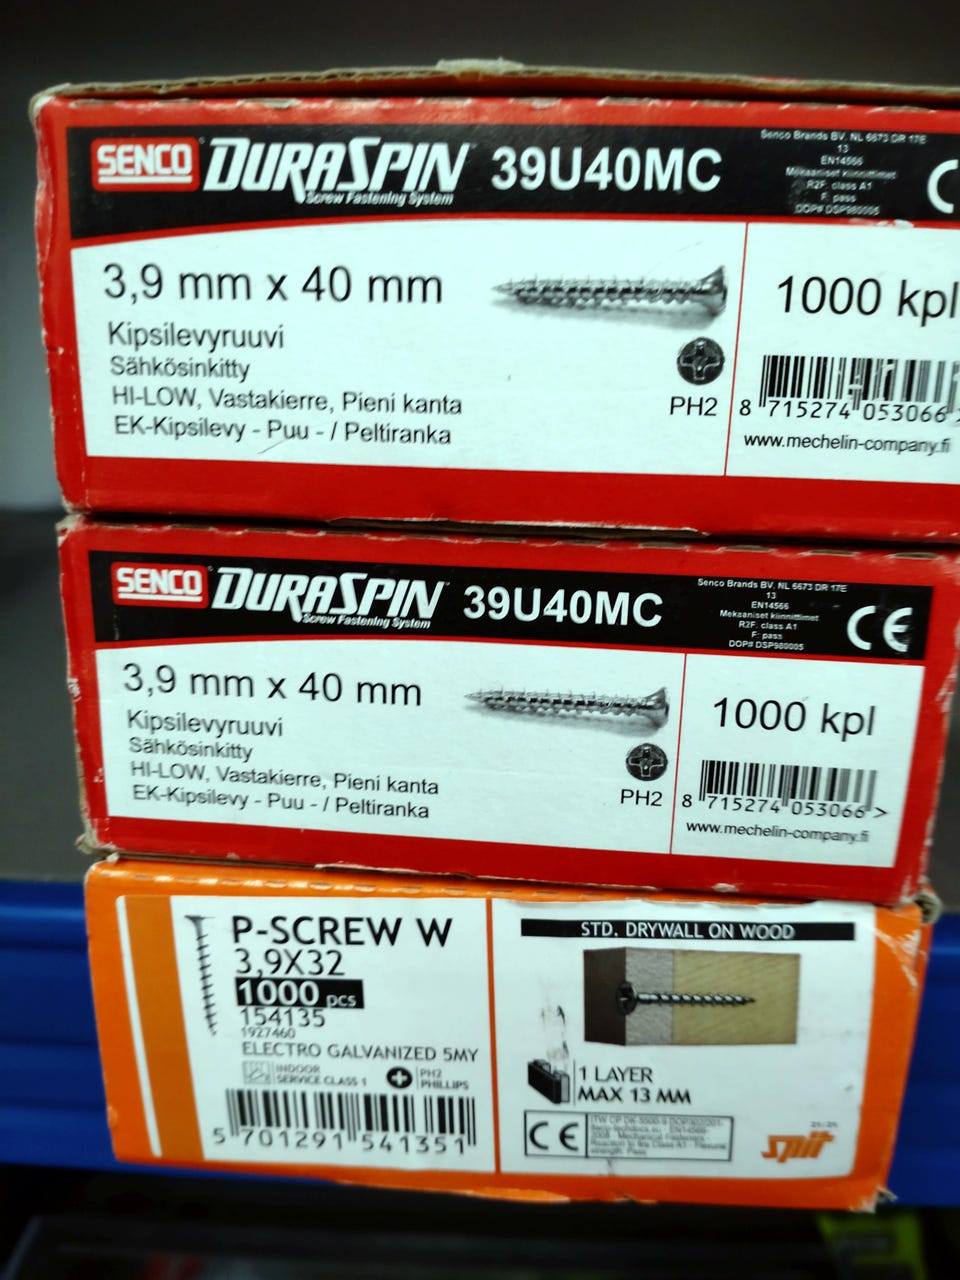 SENCO DURASPIN 39U40MC
Screw Fastening System
Senco Brands BV, NL 6673 DR 17E
13
EN14566
Mekaaniset kiinnittimet
R2F. class A1
F: pass
DOP# DSP980005
3,9 mm x 40 mm
Kipsilevyruuvi
Sähkösinkitty
HI-LOW, Vastakierre, Pieni kanta
EK-Kipsilevy - Puu - / Peltiranka
PH2
1000 kpl
8 715274 053066 >
www.mechelin-company.fi
SENCO DURASPIN 39U40MC
Screw Fastening System
Senco Brands BV, NL 6673 DR 17E
13
EN14566
Mekaaniset kiinnittimet
R2F. class A1
F: pass
DOP# DSP980005
CE
3,9 mm x 40 mm
Kipsilevyruuvi
Sähkösinkitty
HI-LOW, Vastakierre, Pieni kanta
EK-Kipsilevy - Puu - / Peltiranka
PH2
1000 kpl
8 715274 053066 >
www.mechelin-company.fi
P-SCREW W
3,9X32
1000 pcs
154135
1927460
ELECTRO GALVANIZED 5MY
INDOOR
SERVICE CLASS 1
PH2
PHILLIPS
5 701291 541351
STD. DRYWALL ON WOOD
1 LAYER
MAX 13 MM
CE
spit